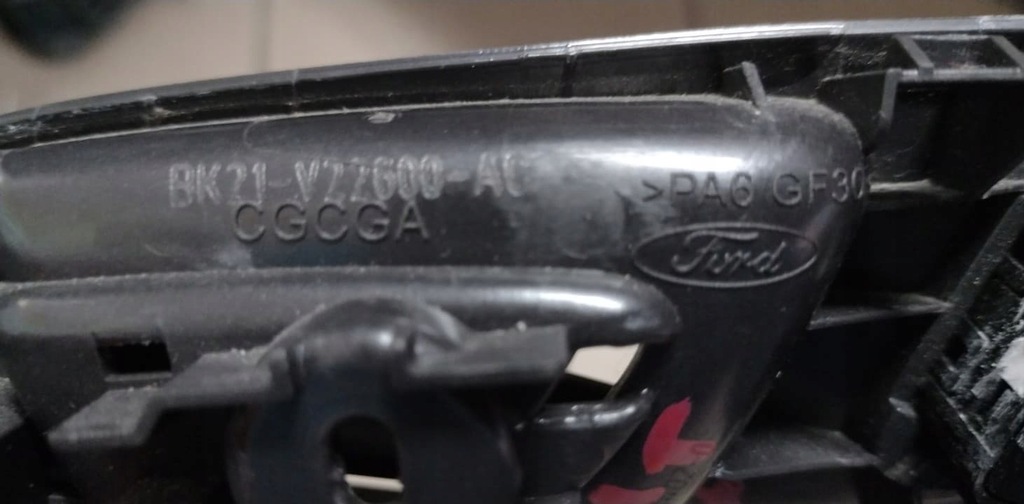 BK21-V22600-AC
CGCGA
>PA6 GF30
Ford